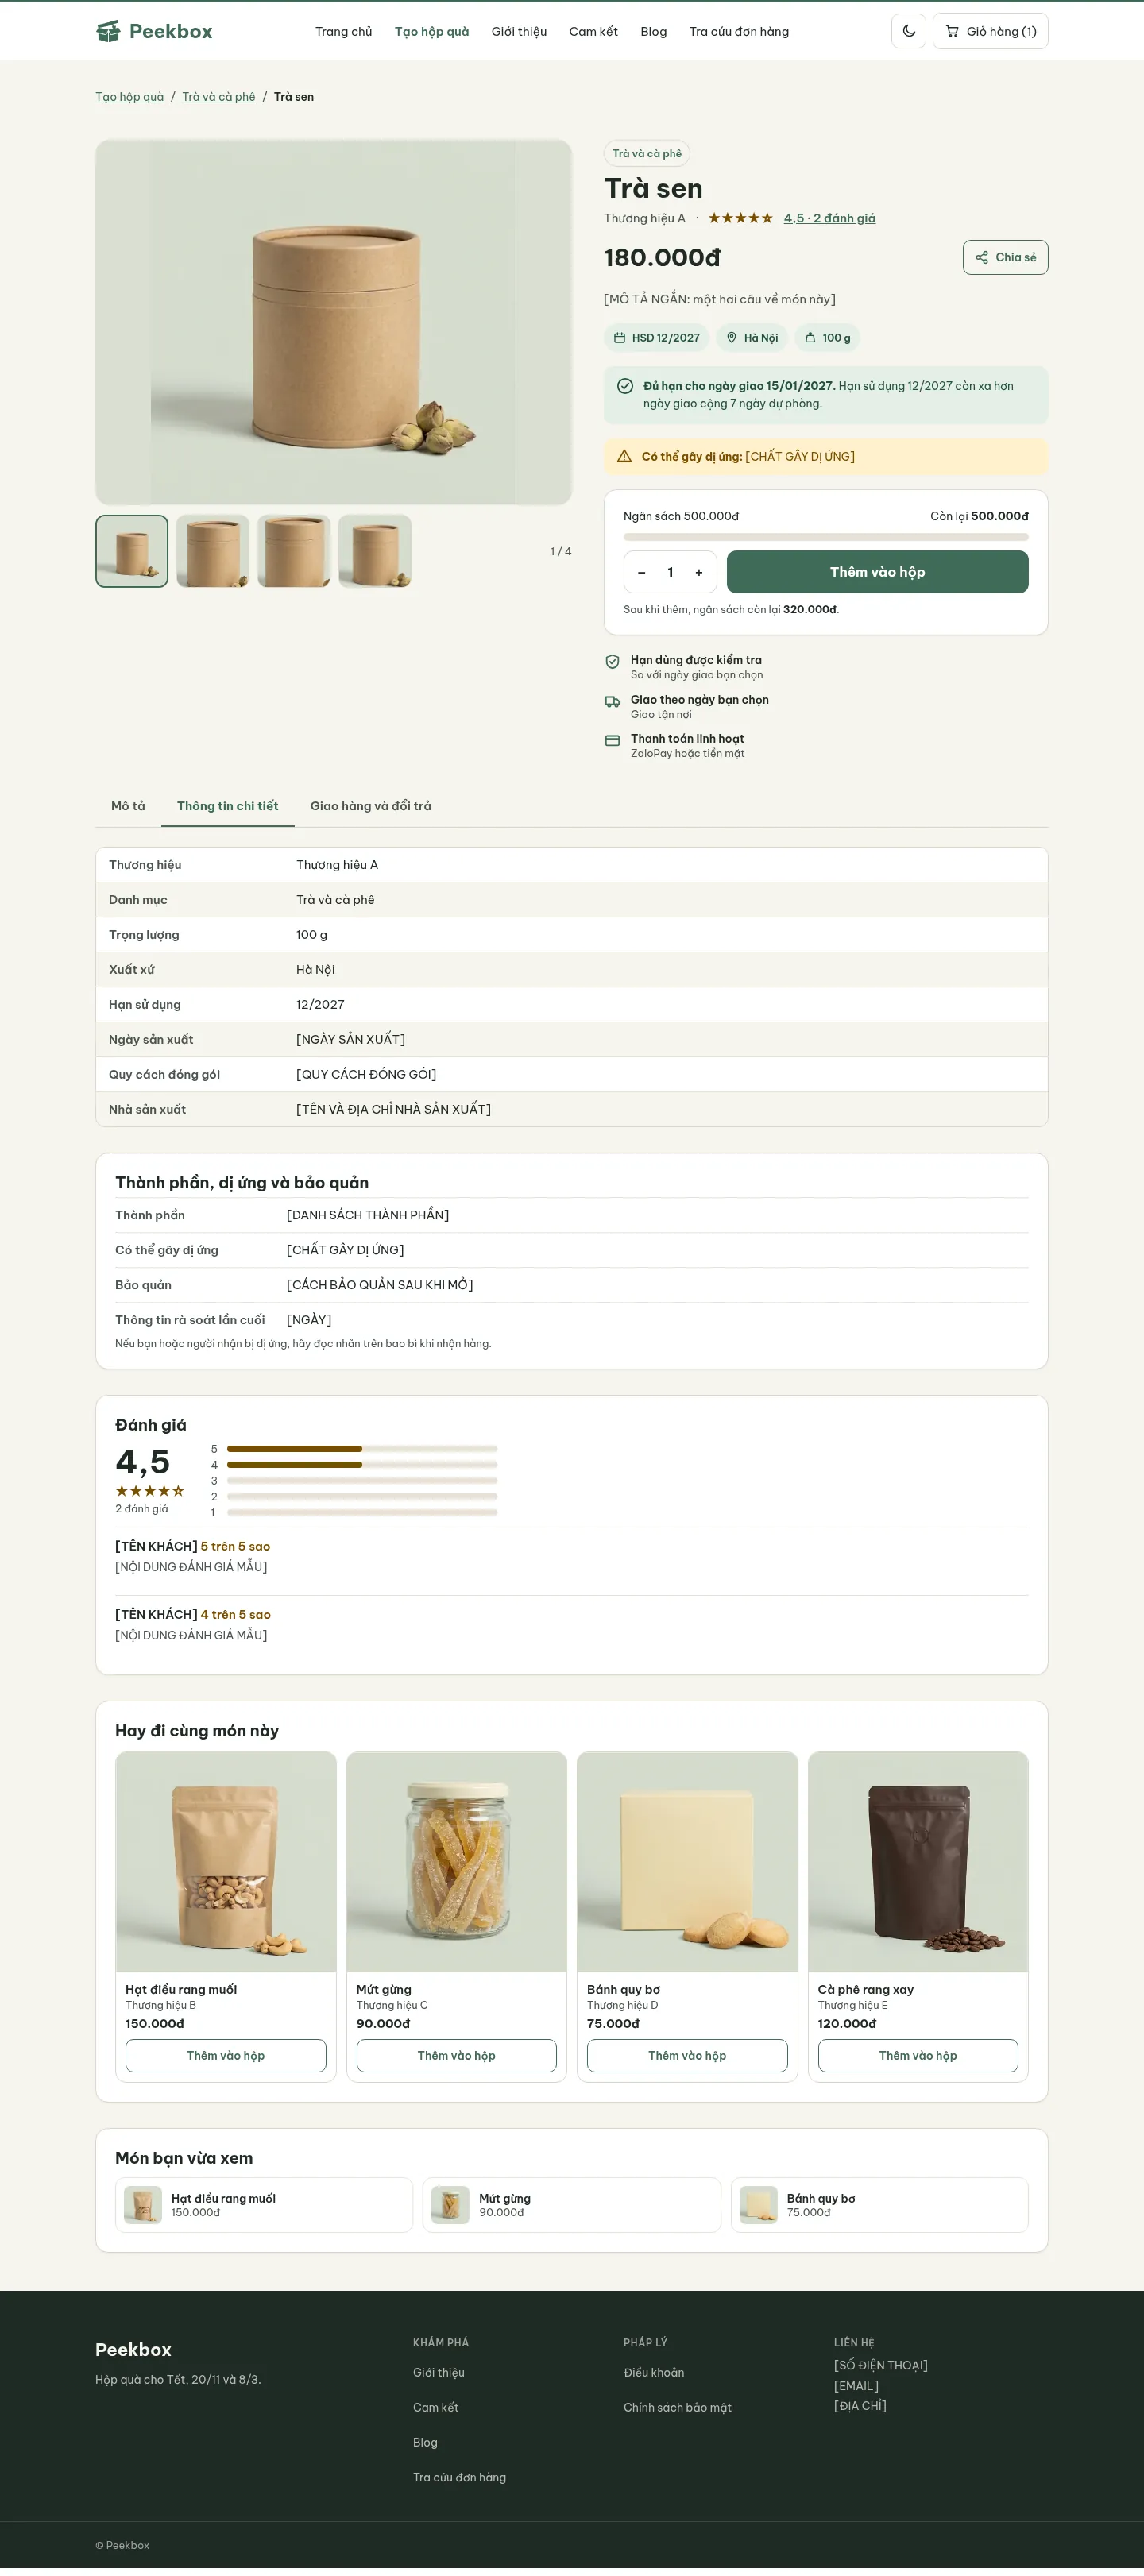 Peekbox
Trang chủ
Tạo hộp quà
Giới thiệu
Cam kết
Blog
Tra cứu đơn hàng
Giỏ hàng (1)
Tạo hộp quà / Trà và cà phê / Trà sen
Trà và cà phê
Trà sen
Thương hiệu A · ★★★★☆ 4,5 · 2 đánh giá
180.000đ
Chia sẻ
[MÔ TẢ NGẮN: một hai câu về món này]
HSD 12/2027
Hà Nội
100 g
Đủ hạn cho ngày giao 15/01/2027. Hạn sử dụng 12/2027 còn xa hơn
ngày giao cộng 7 ngày dự phòng.
Có thể gây dị ứng: [CHẤT GÂY DỊ ỨNG]
Ngân sách 500.000đ
Còn lại 500.000đ
− 1 +
Thêm vào hộp
Sau khi thêm, ngân sách còn lại 320.000đ.
1 / 4
Hạn dùng được kiểm tra
So với ngày giao bạn chọn
Giao theo ngày bạn chọn
Giao tận nơi
Thanh toán linh hoạt
ZaloPay hoặc tiền mặt
Mô tả
Thông tin chi tiết
Giao hàng và đổi trả
Thương hiệu Thương hiệu A
Danh mục Trà và cà phê
Trọng lượng 100 g
Xuất xứ Hà Nội
Hạn sử dụng 12/2027
Ngày sản xuất [NGÀY SẢN XUẤT]
Quy cách đóng gói [QUY CÁCH ĐÓNG GÓI]
Nhà sản xuất [TÊN VÀ ĐỊA CHỈ NHÀ SẢN XUẤT]
Thành phần, dị ứng và bảo quản
Thành phần [DANH SÁCH THÀNH PHẦN]
Có thể gây dị ứng [CHẤT GÂY DỊ ỨNG]
Bảo quản [CÁCH BẢO QUẢN SAU KHI MỞ]
Thông tin rà soát lần cuối [NGÀY]
Nếu bạn hoặc người nhận bị dị ứng, hãy đọc nhãn trên bao bì khi nhận hàng.
Đánh giá
4,5
★★★★☆
2 đánh giá
5
4
3
2
1
[TÊN KHÁCH] 5 trên 5 sao
[NỘI DUNG ĐÁNH GIÁ MẪU]
[TÊN KHÁCH] 4 trên 5 sao
[NỘI DUNG ĐÁNH GIÁ MẪU]
Hay đi cùng món này
Hạt điều rang muối
Thương hiệu B
150.000đ
Thêm vào hộp
Mứt gừng
Thương hiệu C
90.000đ
Thêm vào hộp
Bánh quy bơ
Thương hiệu D
75.000đ
Thêm vào hộp
Cà phê rang xay
Thương hiệu E
120.000đ
Thêm vào hộp
Món bạn vừa xem
Hạt điều rang muối
150.000đ
Mứt gừng
90.000đ
Bánh quy bơ
75.000đ
Peekbox
Hộp quà cho Tết, 20/11 và 8/3.
KHÁM PHÁ
Giới thiệu
Cam kết
Blog
Tra cứu đơn hàng
PHÁP LÝ
Điều khoản
Chính sách bảo mật
LIÊN HỆ
[SỐ ĐIỆN THOẠI]
[EMAIL]
[ĐỊA CHỈ]
© Peekbox